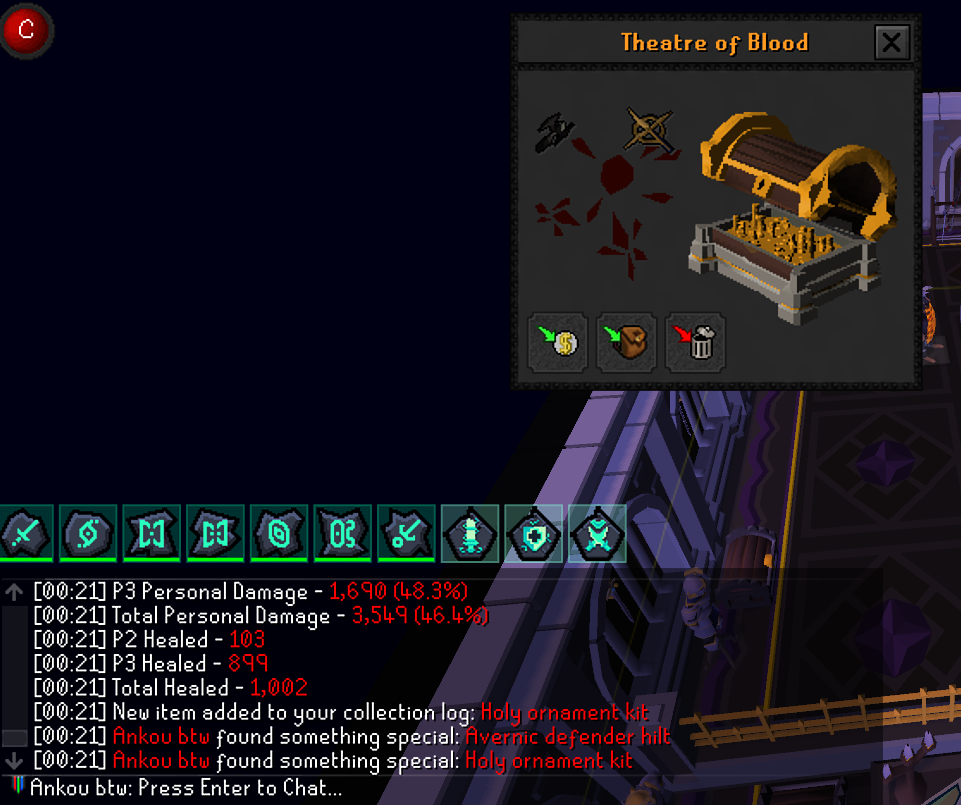 C
Theatre of Blood
[00:21] P3 Personal Damage - 1,690 (48.3%)
[00:21] Total Personal Damage - 3,549 (46.4%)
[00:21] P2 Healed - 103
[00:21] P3 Healed - 899
[00:21] Total Healed - 1,002
[00:21] New item added to your collection log: Holy ornament kit
[00:21] Ankou btw found something special: Avernic defender hilt
[00:21] Ankou btw found something special: Holy ornament kit
Ankou btw: Press Enter to Chat...